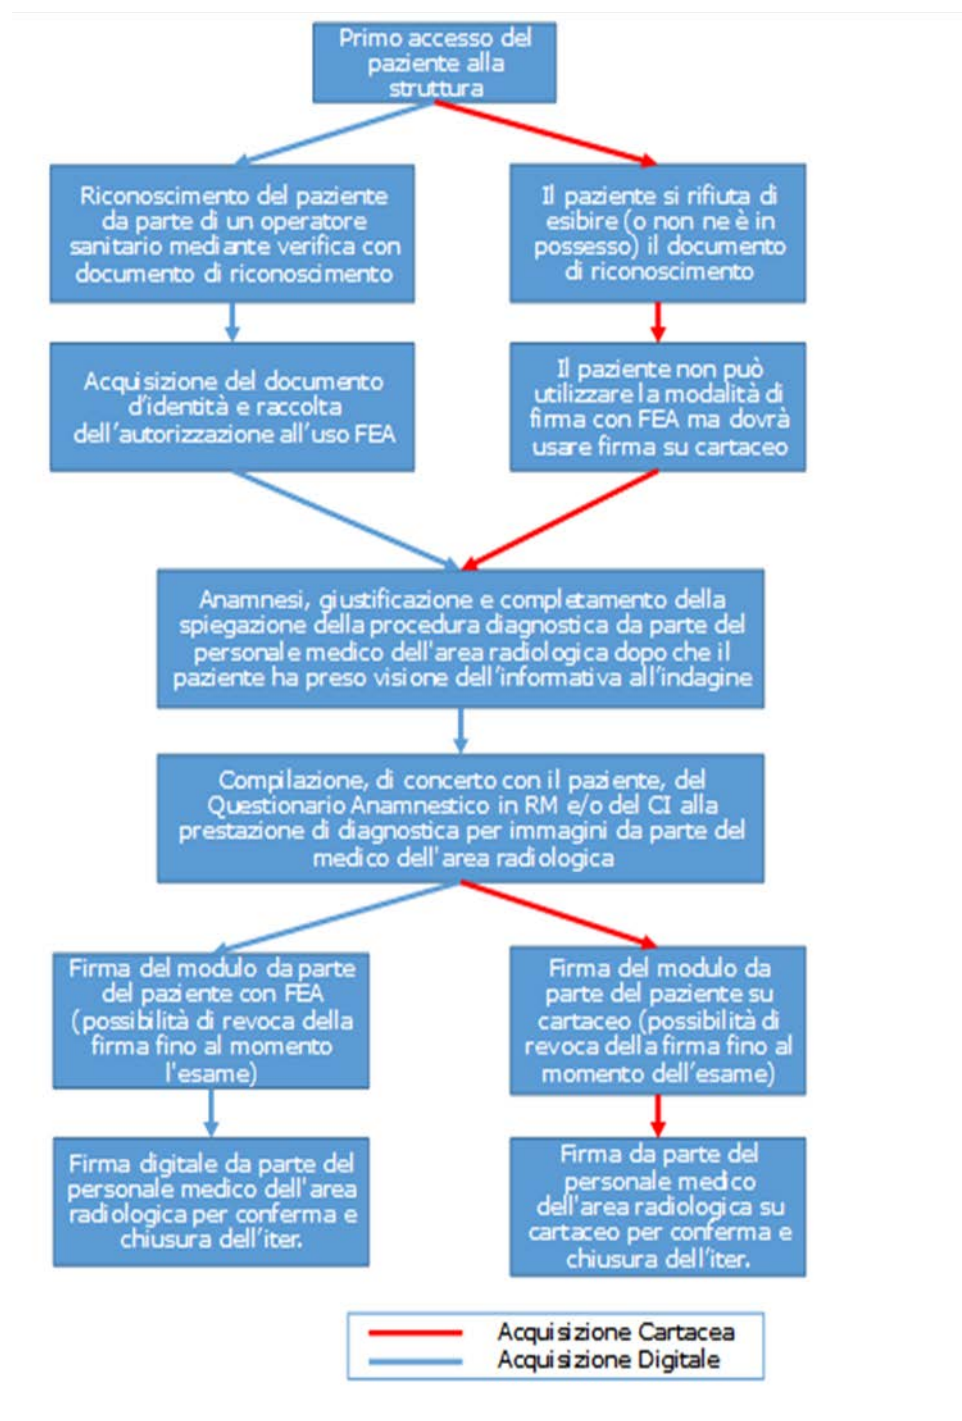 Primo accesso del
paziente alla
struttura
Riconoscimento del paziente
da parte di un operatore
sanitario mediante verifica con
documento di riconoscimento
Il paziente si rifiuta di
esibire (o non ne è in
possesso) il documento
di riconoscimento
Acquisizione del documento
d’identità e raccolta
dell’autorizzazione all’uso FEA
Il paziente non può
utilizzare la modalità di
firma con FEA ma dovrà
usare firma su cartaceo
Anamnesi, giustificazione e completamento della
spiegazione della procedura diagnostica da parte del
personale medico dell'area radiologica dopo che il
paziente ha preso visione dell’informativa all’indagine
Compilazione, di concerto con il paziente, del
Questionario Anamnestico in RM e/o del CI alla
prestazione di diagnostica per immagini da parte del
medico dell'area radiologica
Firma del modulo da parte
del paziente con FEA
(possibilità di revoca della
firma fino al momento
l'esame)
Firma del modulo da
parte del paziente su
cartaceo (possibilità di
revoca della firma fino al
momento dell’esame)
Firma digitale da parte del
personale medico dell'area
radiologica per conferma e
chiusura dell’iter.
Firma da parte del
personale medico
dell'area radiologica su
cartaceo per conferma e
chiusura dell’iter.
Acquisizione Cartacea
Acquisizione Digitale